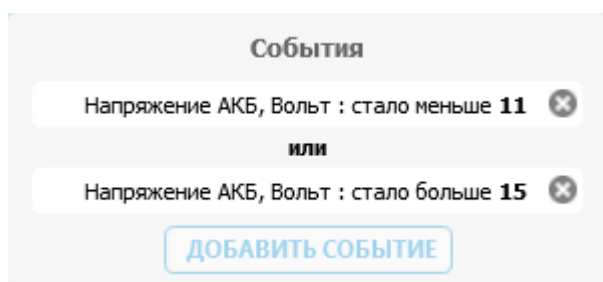 События
Напряжение АКБ, Вольт : стало меньше 11
или
Напряжение АКБ, Вольт : стало больше 15
ДОБАВИТЬ СОБЫТИЕ